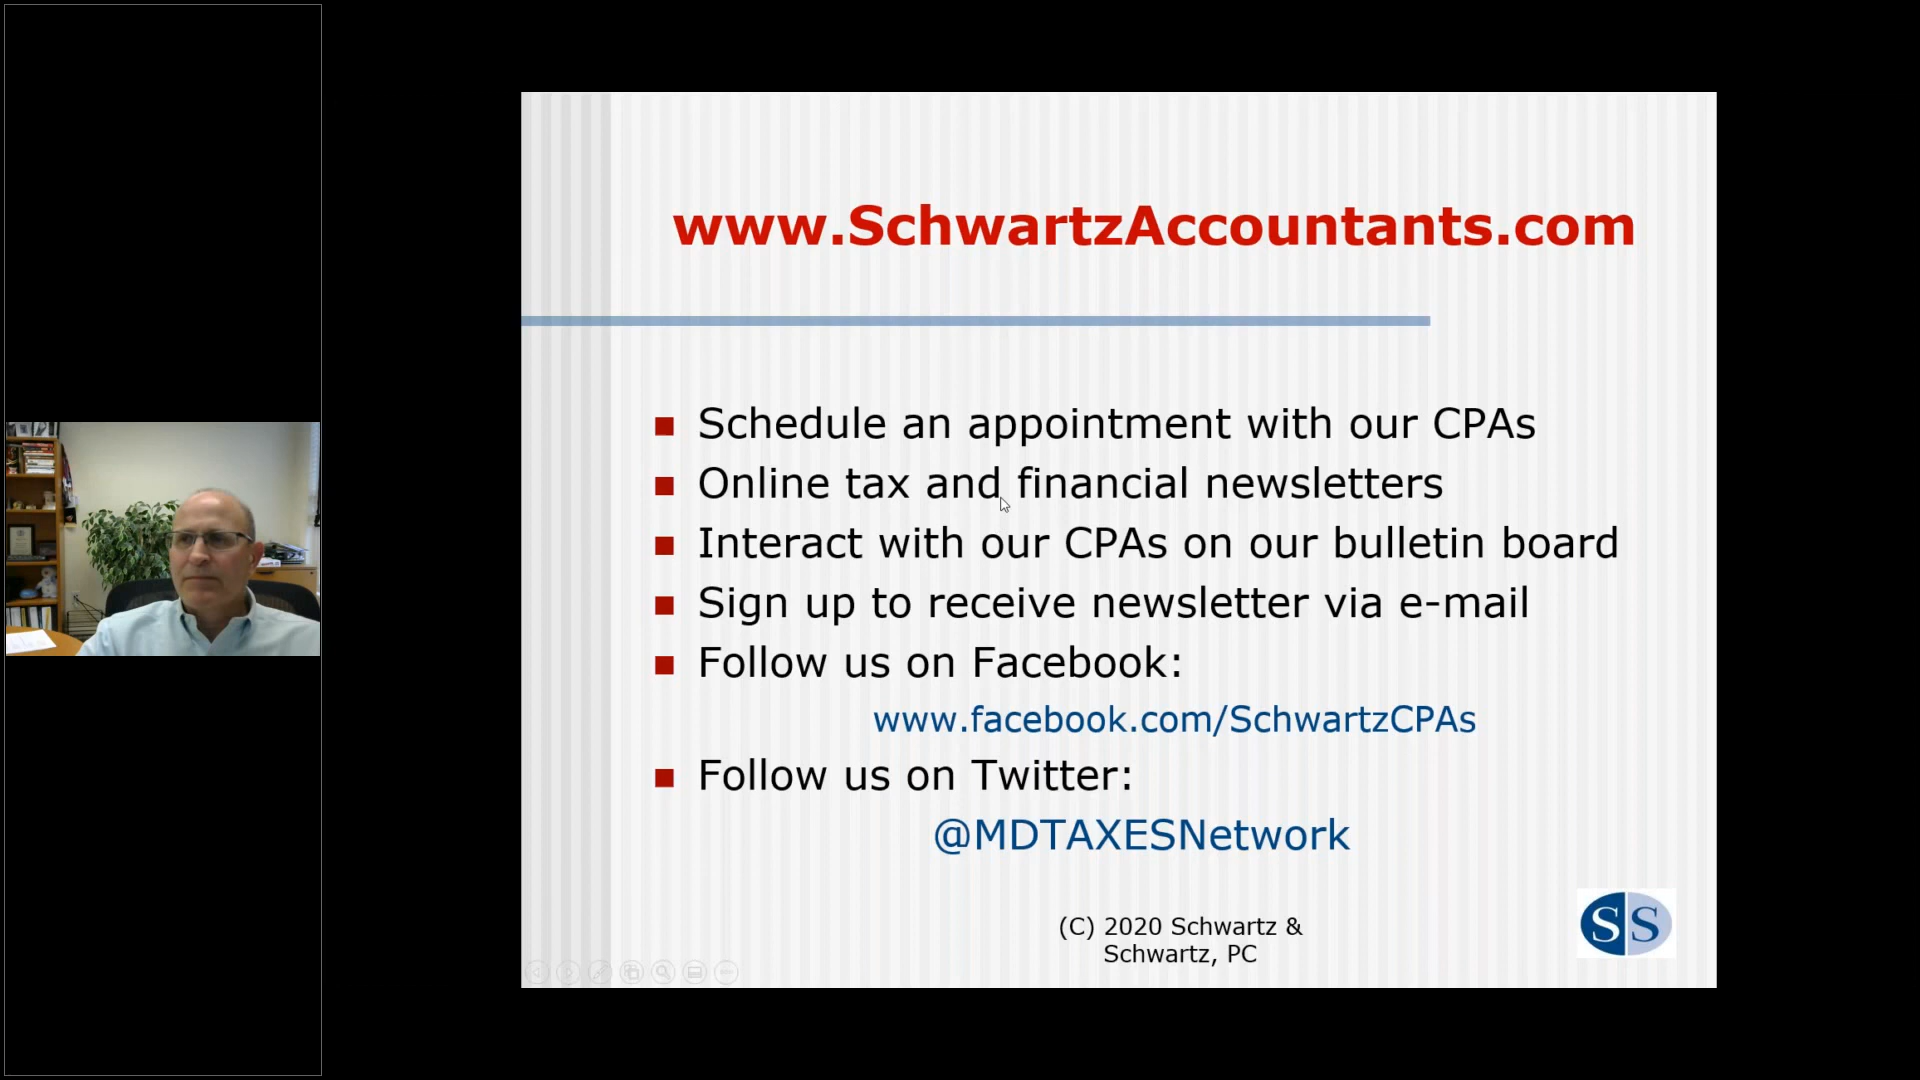 www.SchwartzAccountants.com
Schedule an appointment with our CPAs
Online tax and financial newsletters
Interact with our CPAs on our bulletin board
Sign up to receive newsletter via e-mail
Follow us on Facebook:
www.facebook.com/SchwartzCPAs
Follow us on Twitter:
@MDTAXESNetwork
(C) 2020 Schwartz &
Schwartz, PC
SS